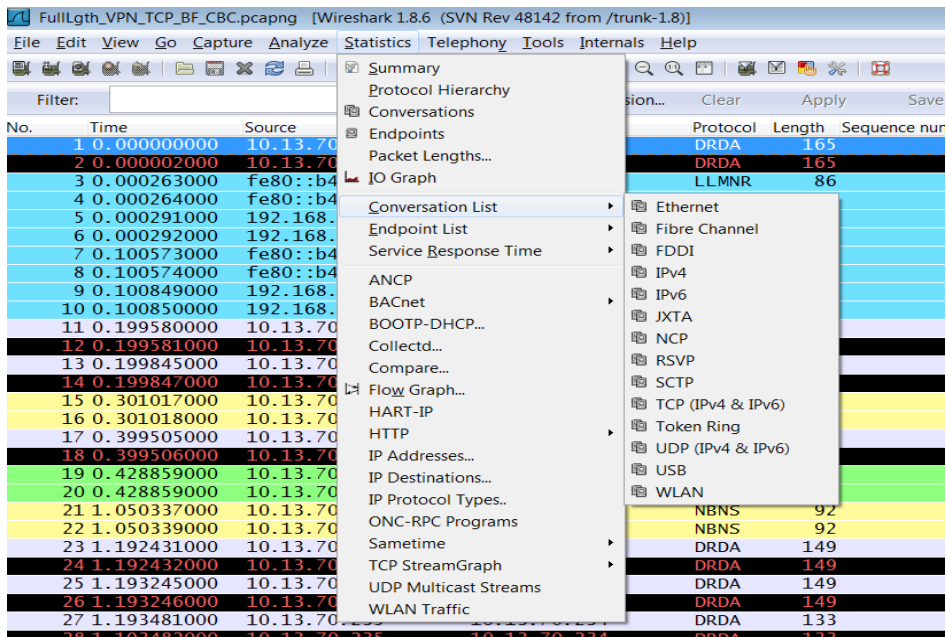 FullLgth_VPN_TCP_BF_CBC.pcapng [Wireshark 1.8.6 (SVN Rev 48142 from /trunk-1.8)]
File Edit View Go Capture Analyze Statistics Telephony Tools Internals Help
Filter: Clear Apply Save
No. Time Source Protocol Length
1 0.000000000 10.13.70 DRDA 165
2 0.000002000 10.13.70 DRDA 165
3 0.000263000 fe80::b4 LLMNR 86
4 0.000264000 fe80::b4
5 0.000291000 192.168.
6 0.000292000 192.168.
7 0.100573000 fe80::b4
8 0.100574000 fe80::b4
9 0.100849000 192.168.
10 0.100850000 192.168.
11 0.199580000 10.13.70
12 0.199581000 10.13.70
13 0.199845000 10.13.70
14 0.199847000 10.13.70
15 0.301017000 10.13.70
16 0.301018000 10.13.70
17 0.399505000 10.13.70
18 0.399506000 10.13.70
19 0.428859000 10.13.70
20 0.428859000 10.13.70
21 1.050337000 10.13.70 NBNS 92
22 1.050339000 10.13.70 NBNS 92
23 1.192431000 10.13.70 DRDA 149
24 1.192432000 10.13.70 DRDA 149
25 1.193245000 10.13.70 DRDA 149
26 1.193246000 10.13.70 DRDA 149
27 1.193481000 DRDA 133
Summary
Protocol Hierarchy
Conversations
Endpoints
Packet Lengths...
IO Graph
Conversation List
Endpoint List
Service Response Time
ANCP
BACnet
BOOTP-DHCP...
Collectd...
Compare...
Flow Graph...
HART-IP
HTTP
IP Addresses...
IP Destinations...
IP Protocol Types..
ONC-RPC Programs
Sametime
TCP StreamGraph
UDP Multicast Streams
WLAN Traffic
Ethernet
Fibre Channel
FDDI
IPv4
IPv6
JXTA
NCP
RSVP
SCTP
TCP (IPv4 & IPv6)
Token Ring
UDP (IPv4 & IPv6)
USB
WLAN